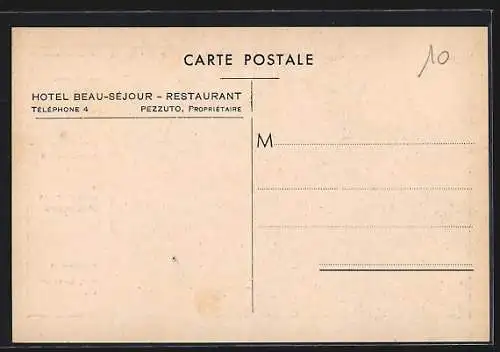 CARTE POSTALE
10
HOTEL BEAU-SÉJOUR - RESTAURANT
TÉLÉPHONE 4 PEZZUTO, PROPRIÉTAIRE
M